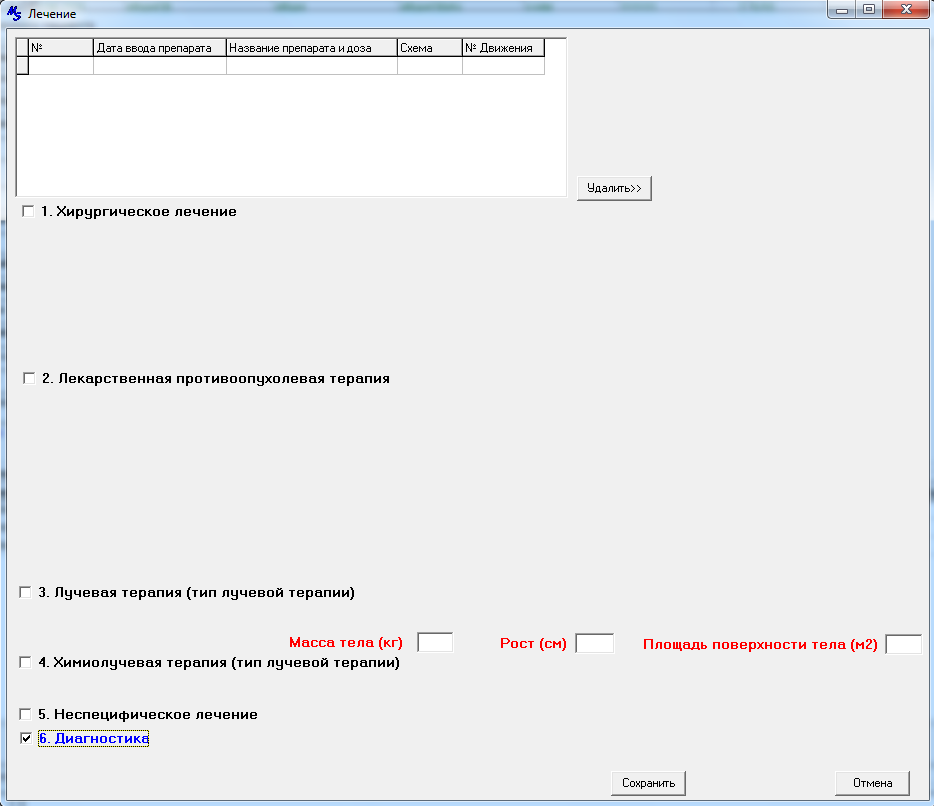 Лечение
№ Дата ввода препарата Название препарата и доза Схема № Движения
Удалить>>
1. Хирургическое лечение
2. Лекарственная противоопухолевая терапия
3. Лучевая терапия (тип лучевой терапии)
Масса тела (кг) Рост (см) Площадь поверхности тела (м2)
4. Химиолучевая терапия (тип лучевой терапии)
5. Неспецифическое лечение
6. Диагностика
Сохранить Отмена